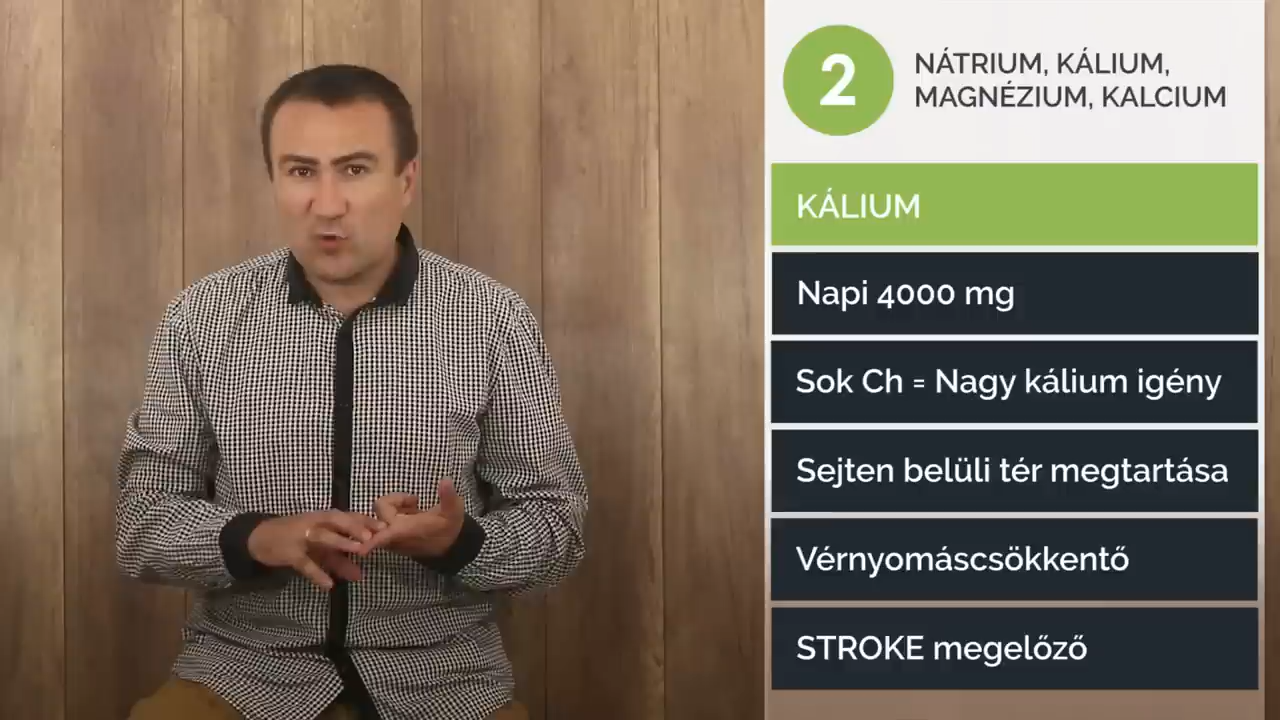 2
NÁTRIUM, KÁLIUM,
MAGNÉZIUM, KALCIUM
KÁLIUM
Napi 4000 mg
Sok Ch = Nagy kálium igény
Sejten belüli tér megtartása
Vérnyomáscsökkentő
STROKE megelőző